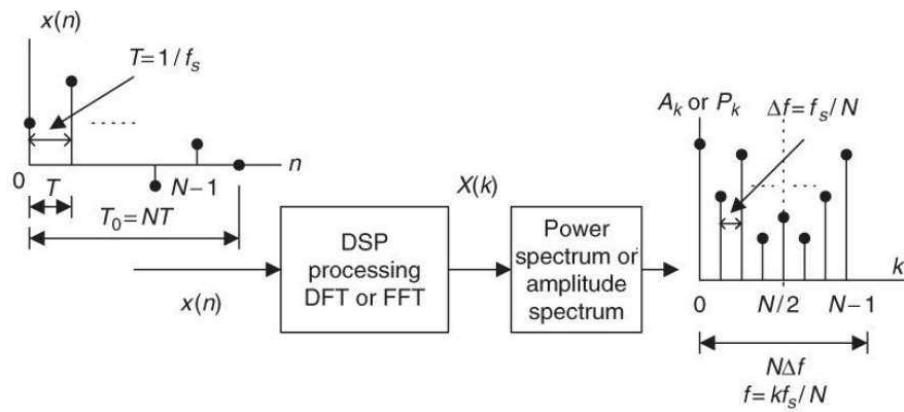 x(n)
T=1/fₛ
.....
n
0
T
N−1
T₀=NT
x(n)
DSP
processing
DFT or FFT
X(k)
Power
spectrum or
amplitude
spectrum
Aₖ or Pₖ
Δf=fₛ/N
k
0
N/2
N−1
NΔf
f=kfₛ/N